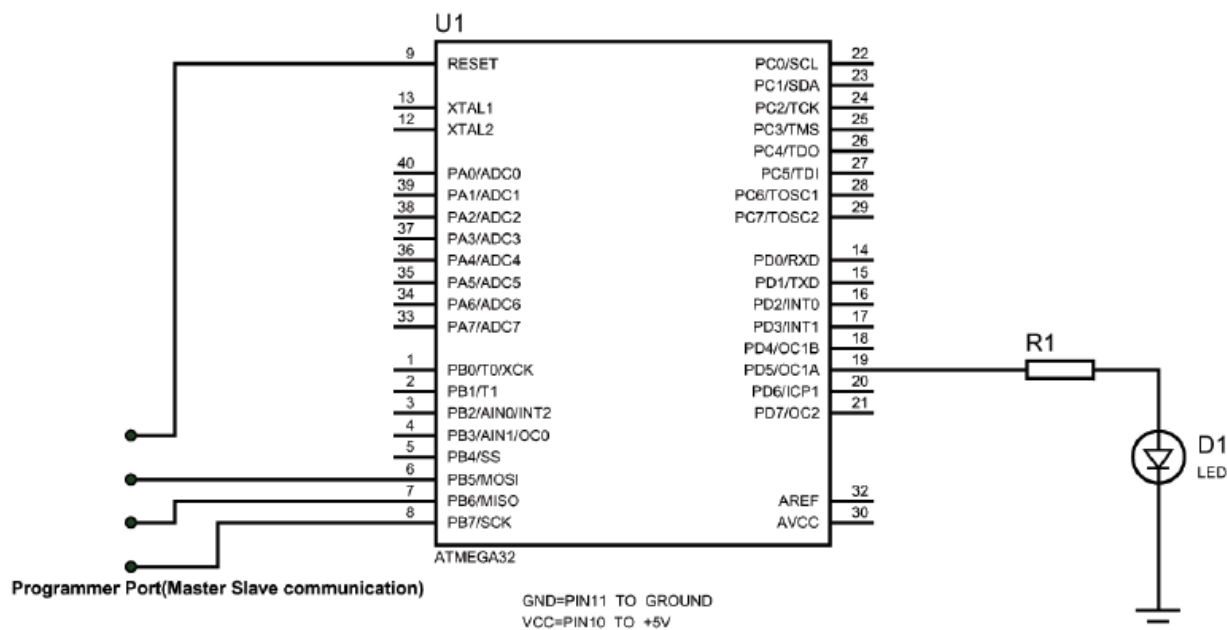 U1
9
RESET
13
XTAL1
12
XTAL2
40
PA0/ADC0
39
PA1/ADC1
38
PA2/ADC2
37
PA3/ADC3
36
PA4/ADC4
35
PA5/ADC5
34
PA6/ADC6
33
PA7/ADC7
1
PB0/T0/XCK
2
PB1/T1
3
PB2/AIN0/INT2
4
PB3/AIN1/OC0
5
PB4/SS
6
PB5/MOSI
7
PB6/MISO
8
PB7/SCK
PC0/SCL
22
PC1/SDA
23
PC2/TCK
24
PC3/TMS
25
PC4/TDO
26
PC5/TDI
27
PC6/TOSC1
28
PC7/TOSC2
29
PD0/RXD
14
PD1/TXD
15
PD2/INT0
16
PD3/INT1
17
PD4/OC1B
18
PD5/OC1A
19
PD6/ICP1
20
PD7/OC2
21
AREF
32
AVCC
30
ATMEGA32
R1
D1
LED
Programmer Port(Master Slave communication)
GND=PIN11 TO GROUND
VCC=PIN10 TO +5V